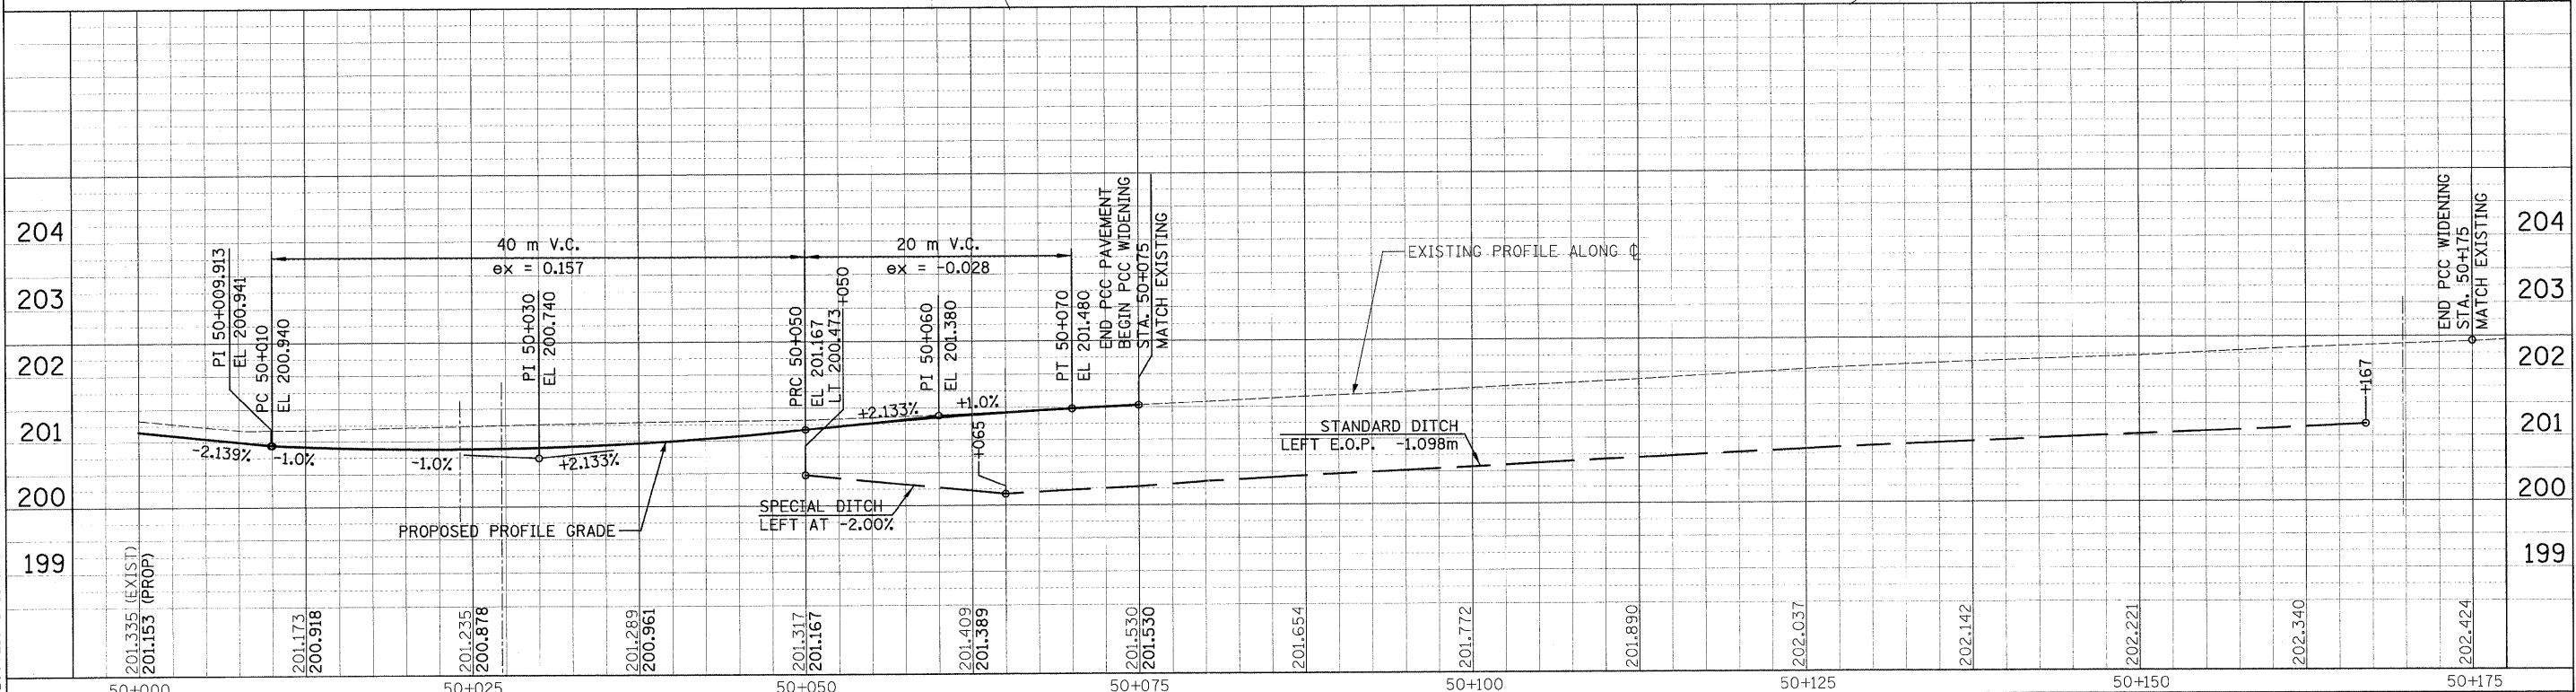 204
203
202
201
200
199
PI 50+009.913
EL 200.941
PC 50+010
EL 200.940
40 m V.C.
ex = 0.157
PI 50+030
EL 200.740
PRC 50+050
EL 201.167
LT 200.473 +050
20 m V.C.
ex = -0.028
PI 50+060
EL 201.380
PT 50+070
EL 201.480
END PCC PAVEMENT
BEGIN PCC WIDENING
STA. 50+075
MATCH EXISTING
EXISTING PROFILE ALONG ℄
END PCC WIDENING
STA. 50+175
MATCH EXISTING
204
203
202
201
200
199
-2.139%
-1.0%
-1.0%
+2.133%
+2.133%
+1.0%
+065
+167
STANDARD DITCH
LEFT E.O.P. -1.098m
SPECIAL DITCH
LEFT AT -2.00%
PROPOSED PROFILE GRADE
201.335 (EXIST)
201.153 (PROP)
201.173
200.918
201.235
200.878
201.289
200.961
201.317
201.167
201.409
201.389
201.530
201.530
201.654
201.772
201.890
202.037
202.142
202.221
202.340
202.424
50+000
50+025
50+050
50+075
50+100
50+125
50+150
50+175